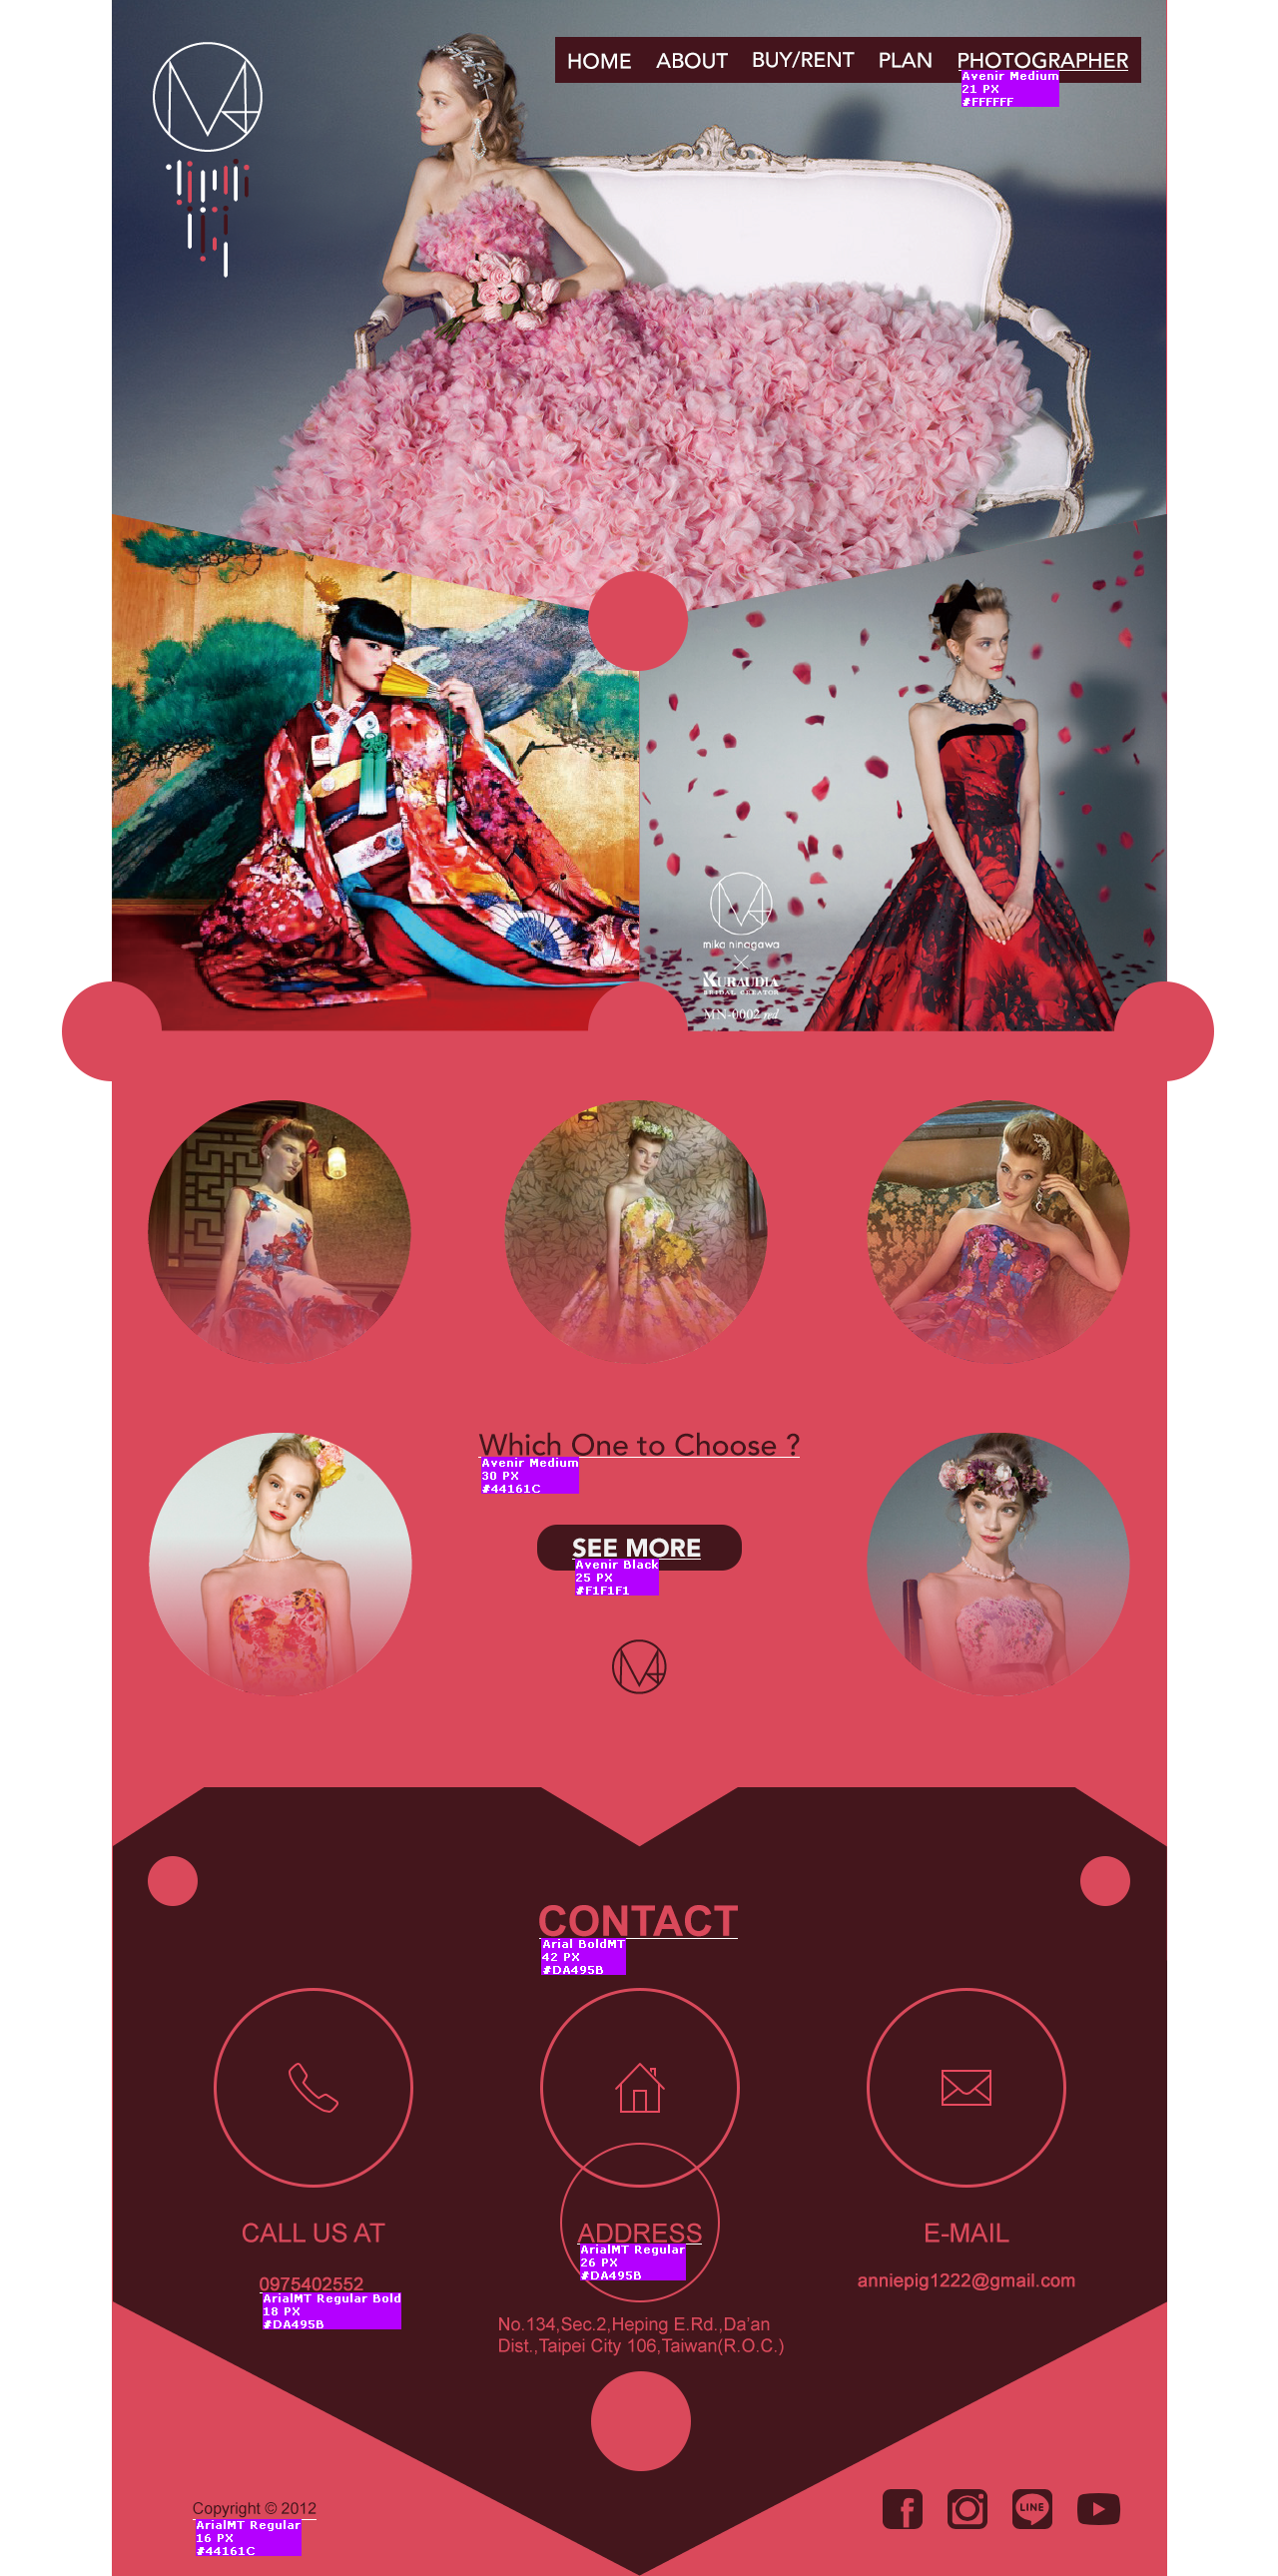 HOME ABOUT BUY/RENT PLAN PHOTOGRAPHER
Avenir Medium
21 PX
#FFFFFF
mika ninagawa
×
KURAUDIA
BRIDAL CREATOR
MN-0002 red
Which One to Choose ?
Avenir Medium
30 PX
#44161C
SEE MORE
Avenir Black
25 PX
#F1F1F1
CONTACT
Arial BoldMT
42 PX
#DA495B
CALL US AT
0975402552
ArialMT Regular Bold
18 PX
#DA495B
ADDRESS
ArialMT Regular
26 PX
#DA495B
No.134,Sec.2,Heping E.Rd.,Da’an
Dist.,Taipei City 106,Taiwan(R.O.C.)
E-MAIL
anniepig1222@gmail.com
Copyright © 2012
ArialMT Regular
16 PX
#44161C
LINE